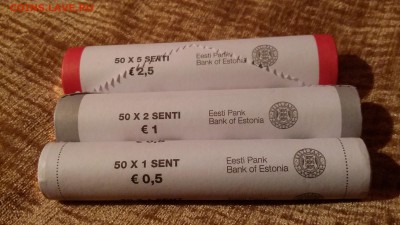 COINS.LAVE.RU
50 X 5 SENTI
€ 2,5
Eesti Pank
Bank of Estonia
50 X 2 SENTI
€ 1
Eesti Pank
Bank of Estonia
50 X 1 SENT
€ 0,5
Eesti Pank
Bank of Estonia